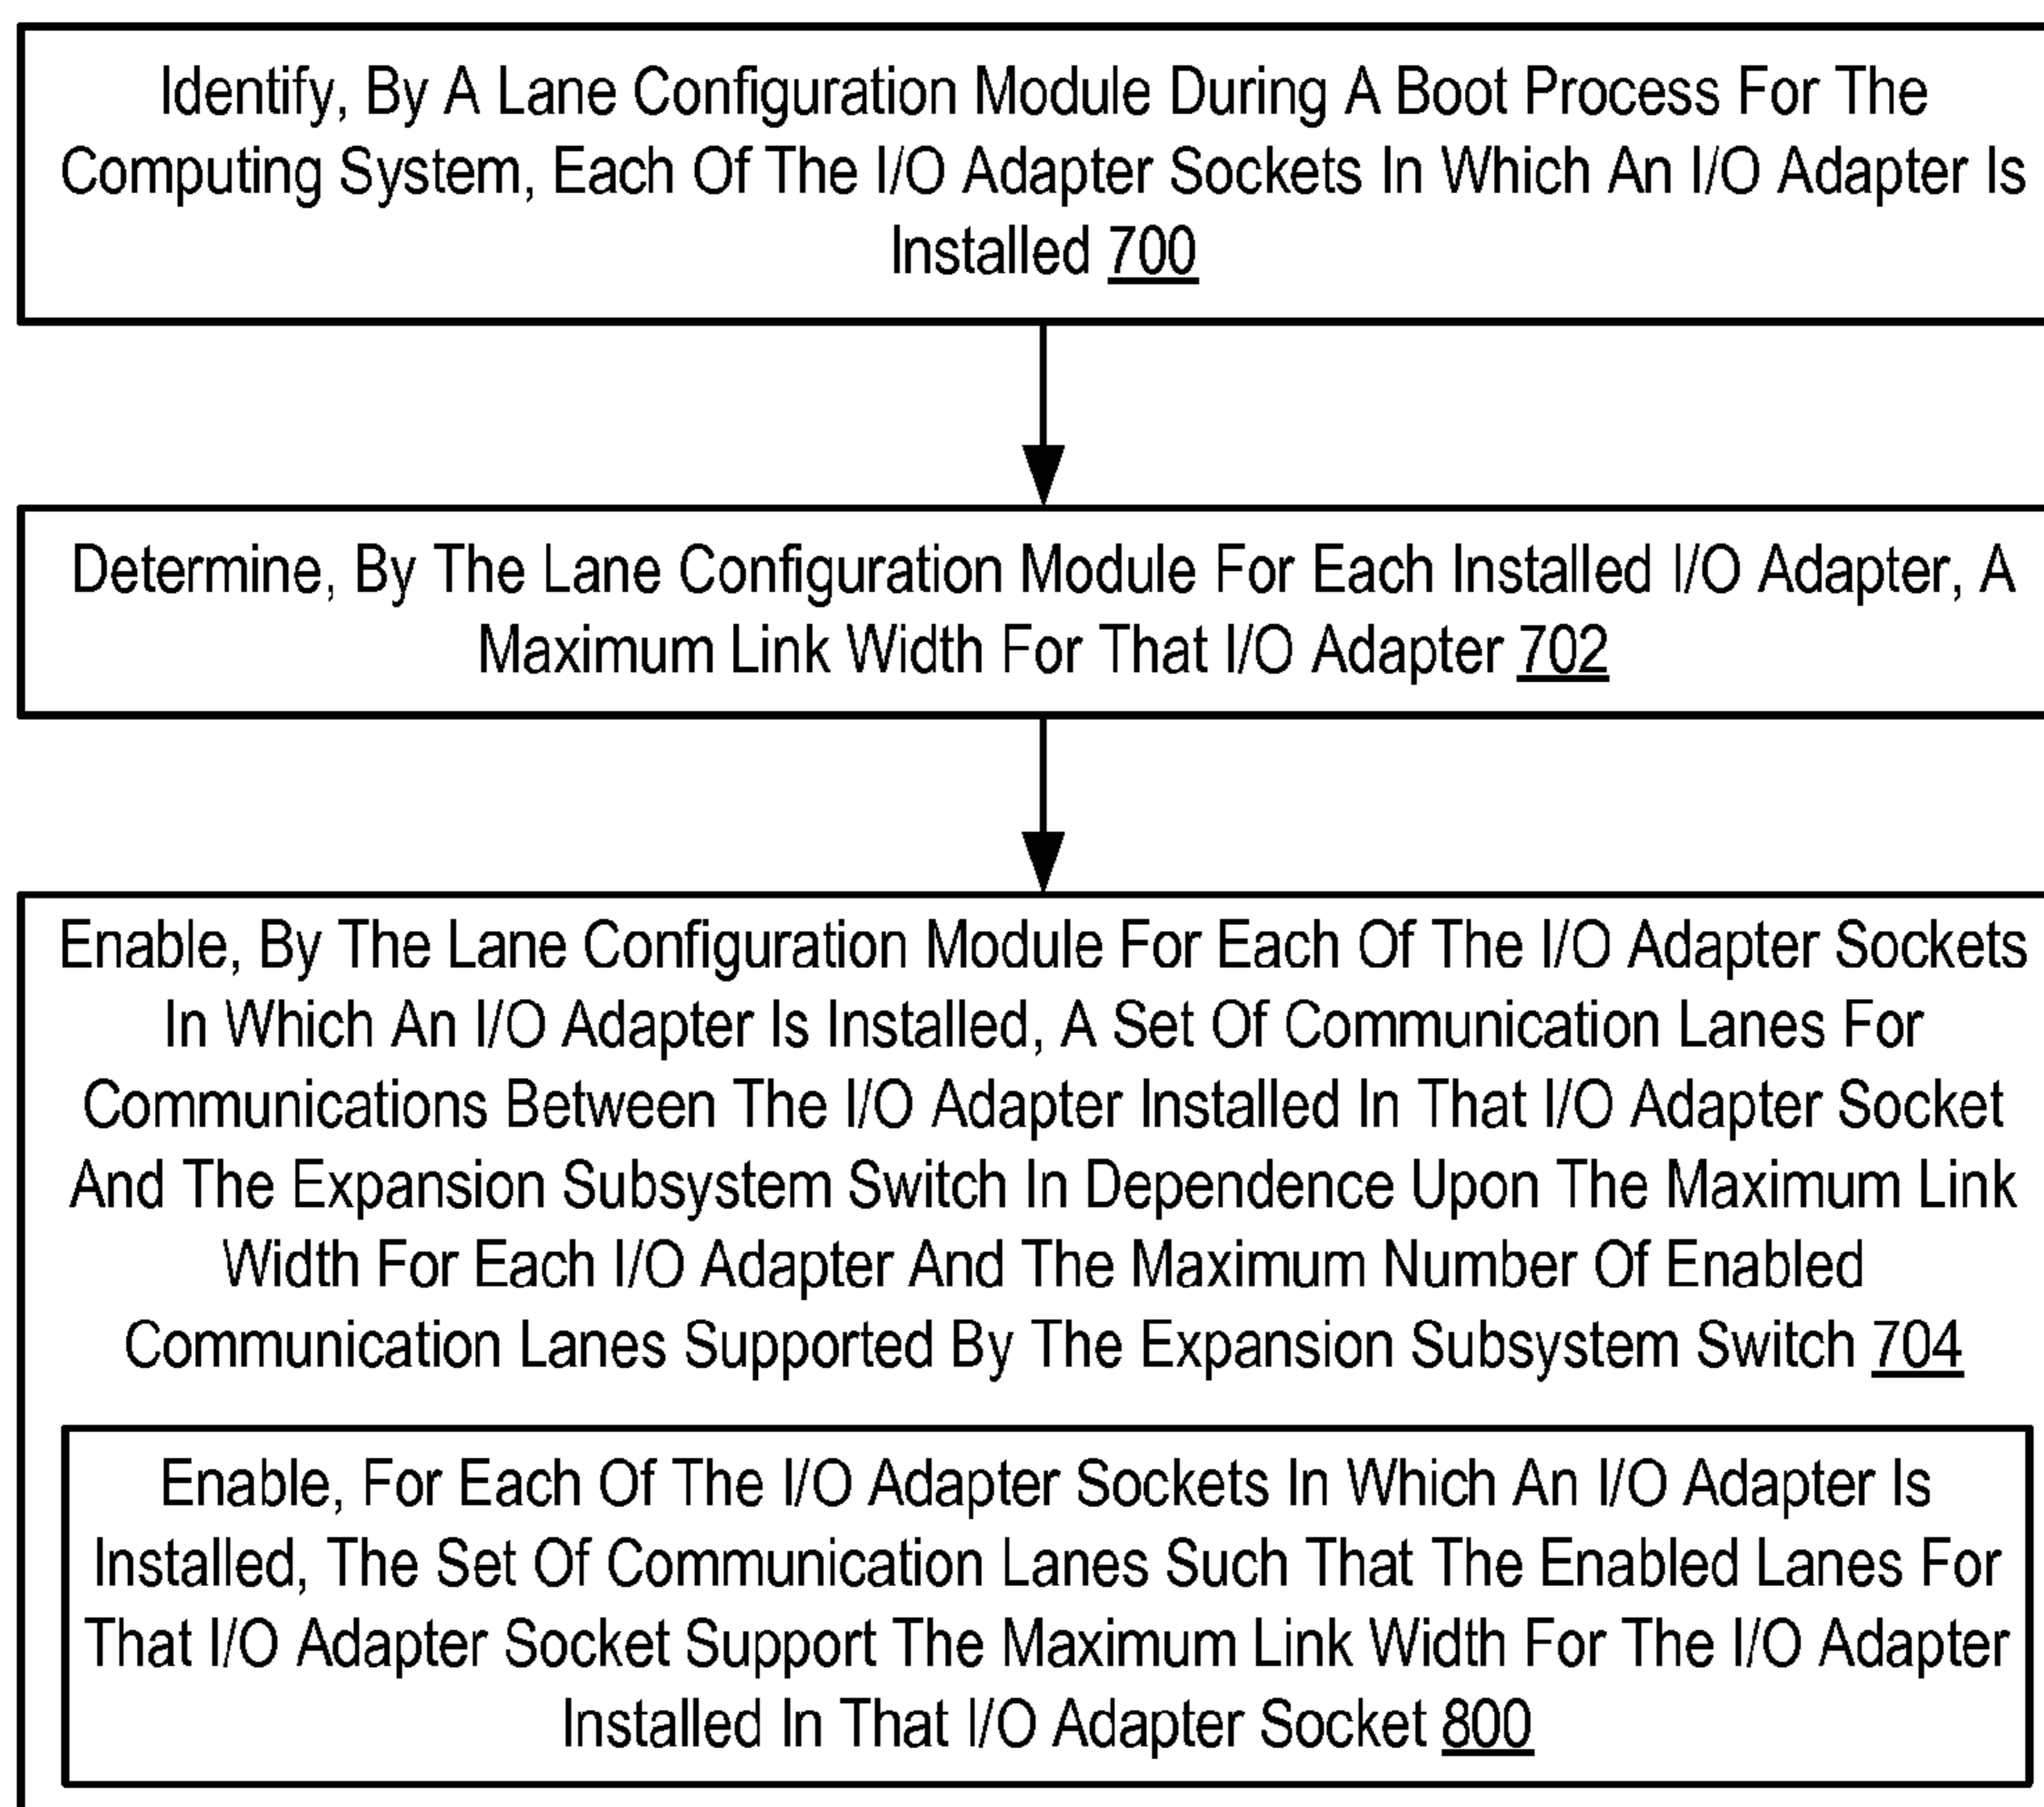 Identify, By A Lane Configuration Module During A Boot Process For The
Computing System, Each Of The I/O Adapter Sockets In Which An I/O Adapter Is
Installed 700
Determine, By The Lane Configuration Module For Each Installed I/O Adapter, A
Maximum Link Width For That I/O Adapter 702
Enable, By The Lane Configuration Module For Each Of The I/O Adapter Sockets
In Which An I/O Adapter Is Installed, A Set Of Communication Lanes For
Communications Between The I/O Adapter Installed In That I/O Adapter Socket
And The Expansion Subsystem Switch In Dependence Upon The Maximum Link
Width For Each I/O Adapter And The Maximum Number Of Enabled
Communication Lanes Supported By The Expansion Subsystem Switch 704
Enable, For Each Of The I/O Adapter Sockets In Which An I/O Adapter Is
Installed, The Set Of Communication Lanes Such That The Enabled Lanes For
That I/O Adapter Socket Support The Maximum Link Width For The I/O Adapter
Installed In That I/O Adapter Socket 800